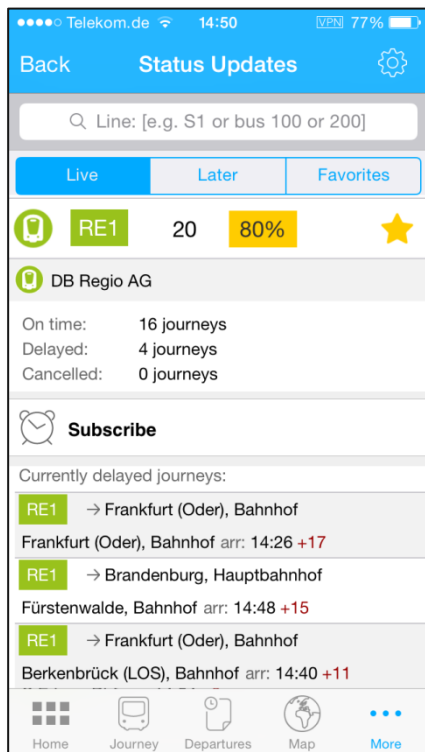 Telekom.de 14:50 VPN 77%
Back Status Updates
Line: [e.g. S1 or bus 100 or 200]
Live Later Favorites
RE1 20 80%
DB Regio AG
On time: 16 journeys
Delayed: 4 journeys
Cancelled: 0 journeys
Subscribe
Currently delayed journeys:
RE1 → Frankfurt (Oder), Bahnhof
Frankfurt (Oder), Bahnhof arr: 14:26 +17
RE1 → Brandenburg, Hauptbahnhof
Fürstenwalde, Bahnhof arr: 14:48 +15
RE1 → Frankfurt (Oder), Bahnhof
Berkenbrück (LOS), Bahnhof arr: 14:40 +11
Home Journey Departures Map More